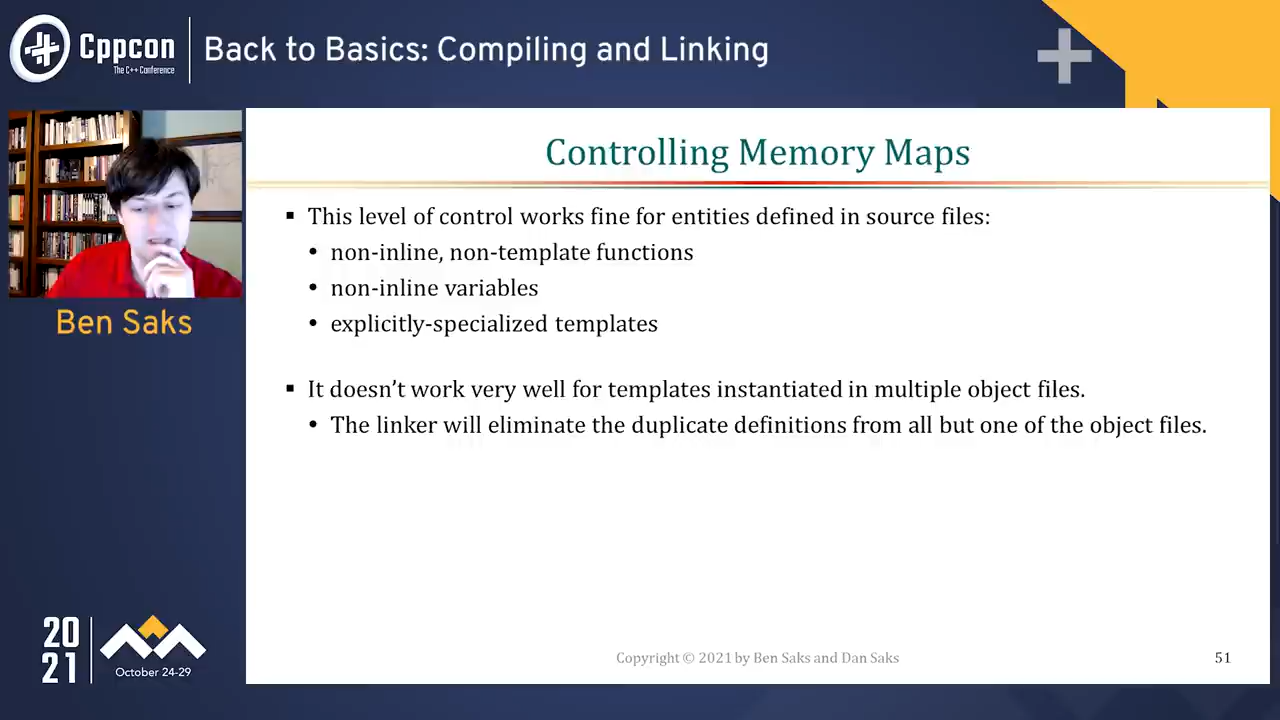 Cppcon
The C++ Conference
Back to Basics: Compiling and Linking
Ben Saks
Controlling Memory Maps
▪ This level of control works fine for entities defined in source files:
• non-inline, non-template functions
• non-inline variables
• explicitly-specialized templates
▪ It doesn’t work very well for templates instantiated in multiple object files.
• The linker will eliminate the duplicate definitions from all but one of the object files.
Copyright © 2021 by Ben Saks and Dan Saks
51
20
21
October 24-29